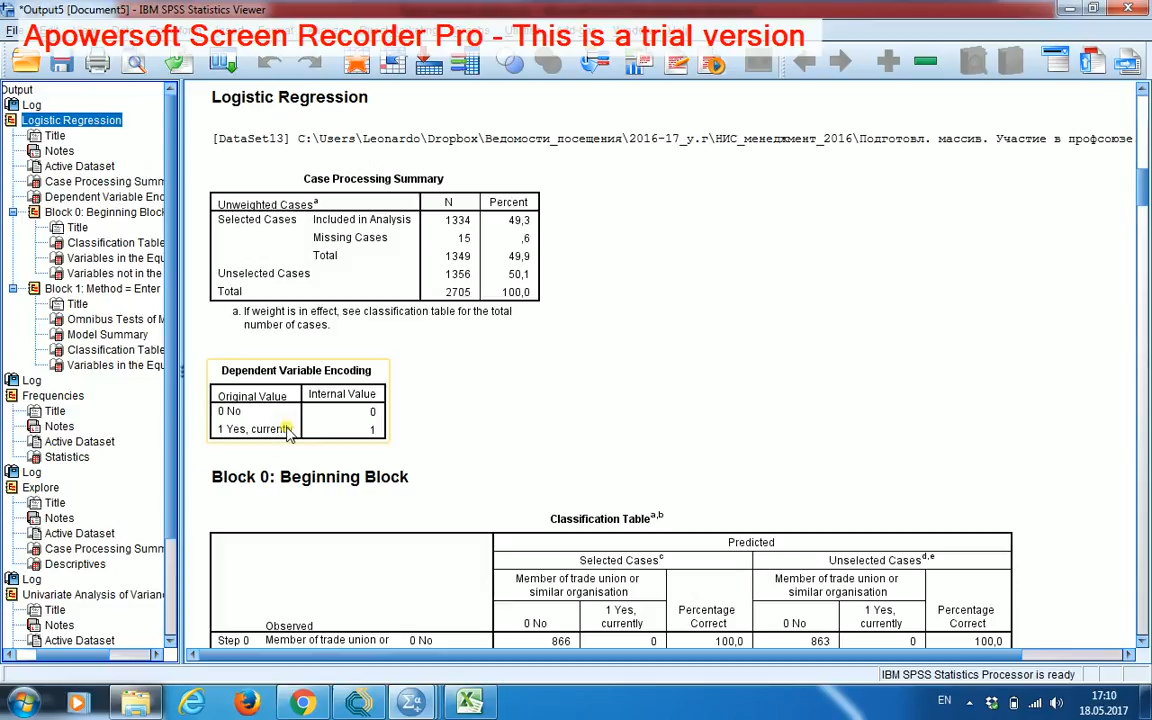 *Output5 [Document5] - IBM SPSS Statistics Viewer
Apowersoft Screen Recorder Pro - This is a trial version
Output
Log
Logistic Regression
Title
Notes
Active Dataset
Case Processing Summ
Dependent Variable Enc
Block 0: Beginning Bloc
Title
Classification Table
Variables in the Equ
Variables not in the
Block 1: Method = Enter
Title
Omnibus Tests of M
Model Summary
Classification Table
Variables in the Equ
Log
Frequencies
Title
Notes
Active Dataset
Statistics
Log
Explore
Title
Notes
Active Dataset
Case Processing Summ
Descriptives
Log
Univariate Analysis of Varian
Title
Notes
Active Dataset
Logistic Regression
[DataSet13] C:\Users\Leonardo\Dropbox\Ведомости_посещения\2016-17_у.г\НИС_менеджмент_2016\Подготовл. массив. Участие в профсоюзе.
Case Processing Summary
Unweighted Cases a N Percent
Selected Cases Included in Analysis 1334 49,3
Missing Cases 15 ,6
Total 1349 49,9
Unselected Cases 1356 50,1
Total 2705 100,0
a. If weight is in effect, see classification table for the total
number of cases.
Dependent Variable Encoding
Original Value Internal Value
0 No 0
1 Yes, currently 1
Block 0: Beginning Block
Classification Table a,b
Predicted
Selected Cases c Unselected Cases d,e
Member of trade union or similar organisation Percentage Correct Member of trade union or similar organisation Percentage Correct
Observed 0 No 1 Yes, currently 0 No 1 Yes, currently
Step 0 Member of trade union or 0 No 866 0 100,0 863 0 100,0
IBM SPSS Statistics Processor is ready
EN
17:10
18.05.2017